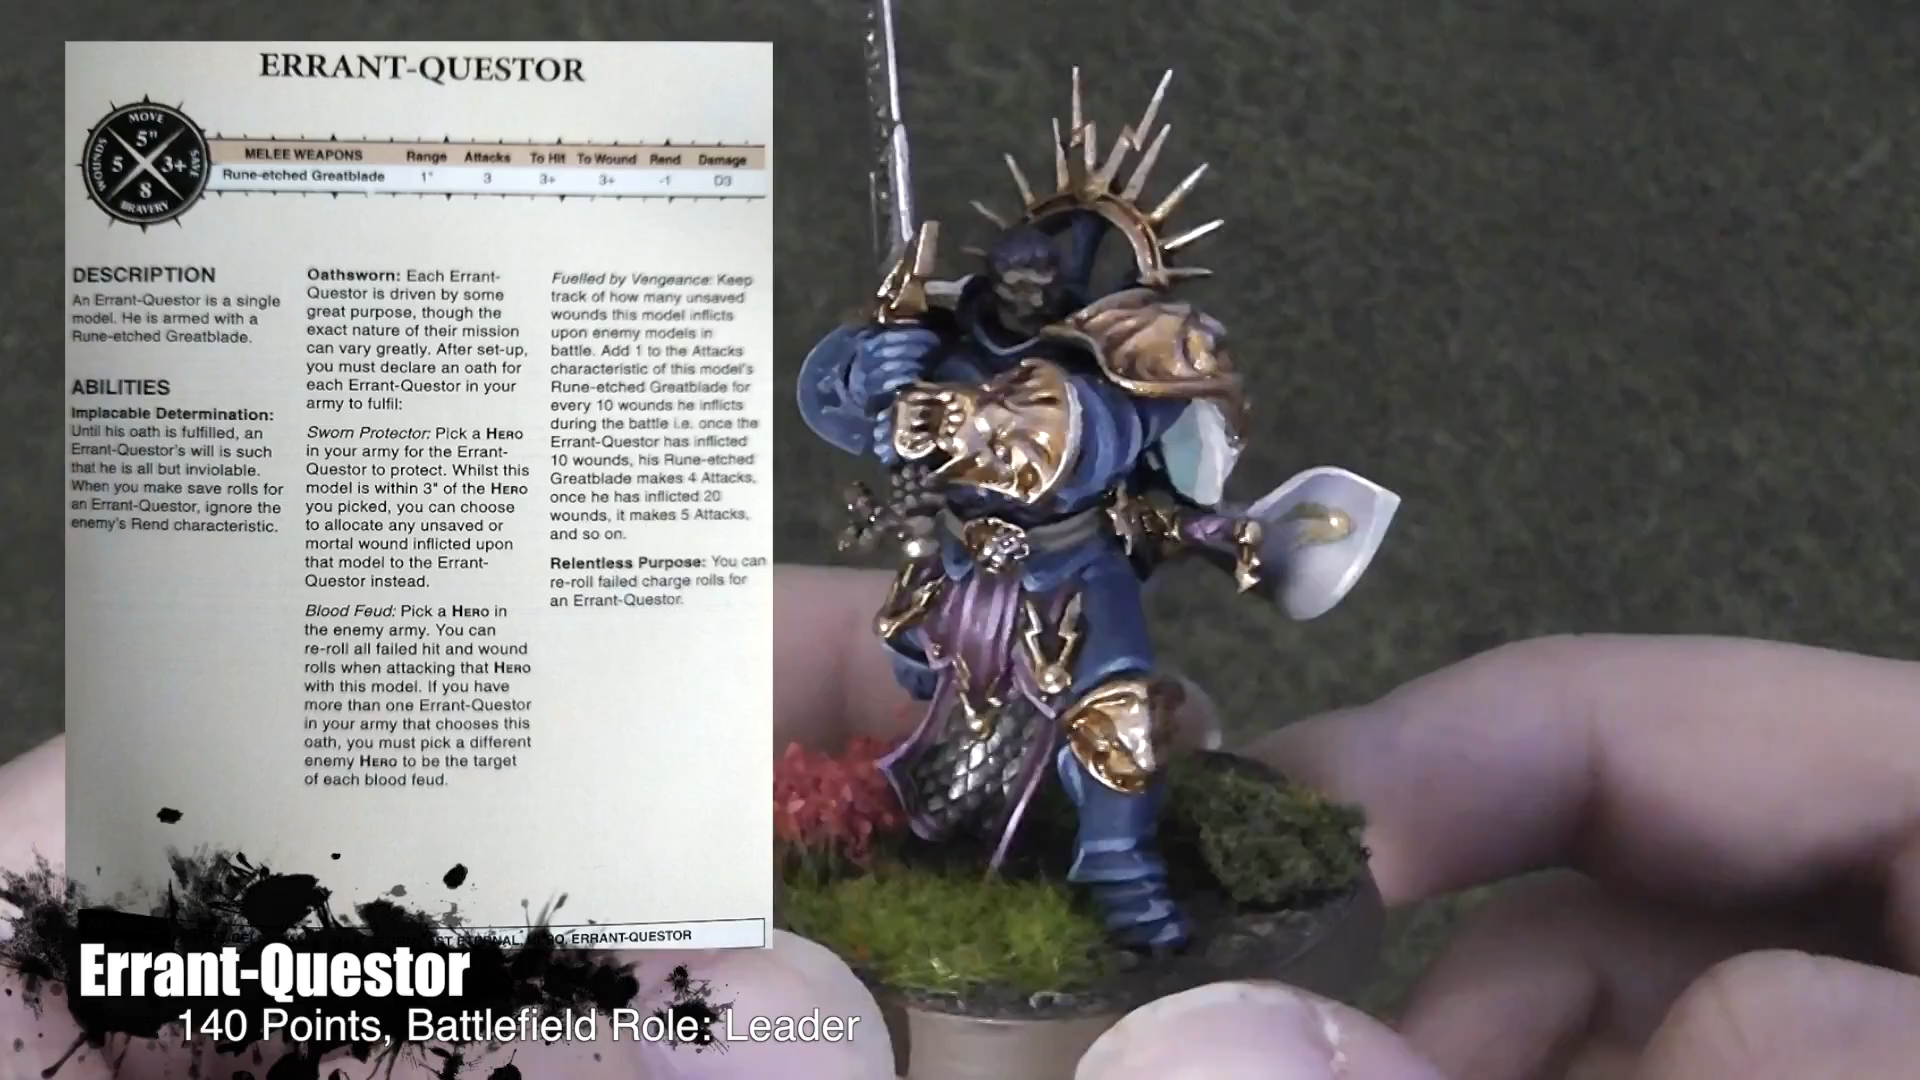 ERRANT-QUESTOR
MOVE
5"
WOUNDS
5
3+
SAVE
8
BRAVERY
MELEE WEAPONS Range Attacks To Hit To Wound Rend Damage
Rune-etched Greatblade 1" 3 3+ 3+ -1 D3
DESCRIPTION
An Errant-Questor is a single
model. He is armed with a
Rune-etched Greatblade.
ABILITIES
Implacable Determination:
Until his oath is fulfilled, an
Errant-Questor's will is such
that he is all but inviolable.
When you make save rolls for
an Errant-Questor, ignore the
enemy's Rend characteristic.
Oathsworn: Each Errant-
Questor is driven by some
great purpose, though the
exact nature of their mission
can vary greatly. After set-up,
you must declare an oath for
each Errant-Questor in your
army to fulfil:
Sworn Protector: Pick a HERO
in your army for the Errant-
Questor to protect. Whilst this
model is within 3" of the HERO
you picked, you can choose
to allocate any unsaved or
mortal wound inflicted upon
that model to the Errant-
Questor instead.
Blood Feud: Pick a HERO in
the enemy army. You can
re-roll all failed hit and wound
rolls when attacking that HERO
with this model. If you have
more than one Errant-Questor
in your army that chooses this
oath, you must pick a different
enemy HERO to be the target
of each blood feud.
Fuelled by Vengeance: Keep
track of how many unsaved
wounds this model inflicts
upon enemy models in
battle. Add 1 to the Attacks
characteristic of this model's
Rune-etched Greatblade for
every 10 wounds he inflicts
during the battle i.e. once the
Errant-Questor has inflicted
10 wounds, his Rune-etched
Greatblade makes 4 Attacks,
once he has inflicted 20
wounds, it makes 5 Attacks,
and so on.
Relentless Purpose: You can
re-roll failed charge rolls for
an Errant-Questor.
ERRANT-QUESTOR
Errant-Questor
140 Points, Battlefield Role: Leader